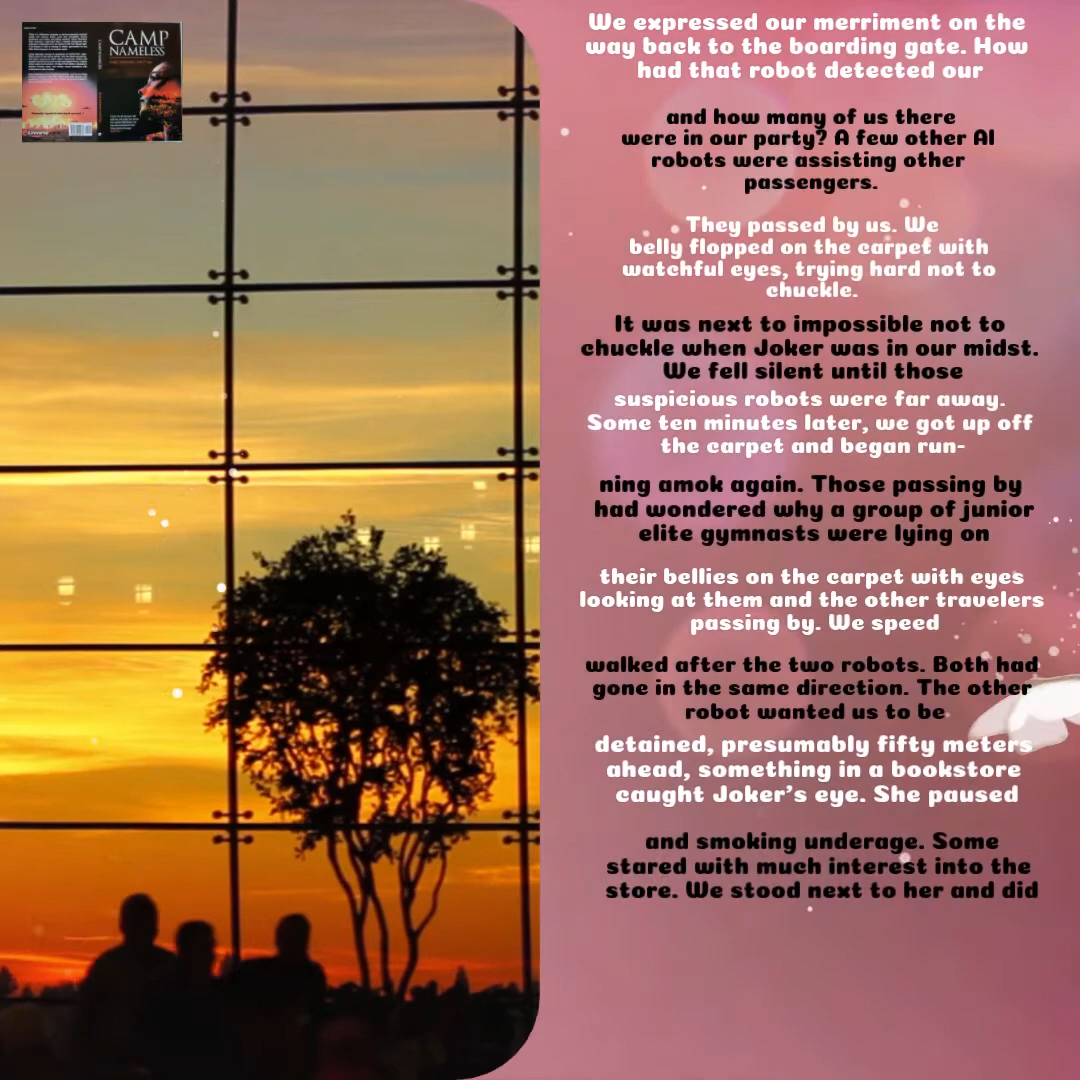 CAMP
NAMELESS
iUniverse
We expressed our merriment on the
way back to the boarding gate. How
had that robot detected our
and how many of us there
were in our party? A few other AI
robots were assisting other
passengers.
They passed by us. We
belly flopped on the carpet with
watchful eyes, trying hard not to
chuckle.
It was next to impossible not to
chuckle when Joker was in our midst.
We fell silent until those
suspicious robots were far away.
Some ten minutes later, we got up off
the carpet and began run-
ning amok again. Those passing by
had wondered why a group of junior
elite gymnasts were lying on
their bellies on the carpet with eyes
looking at them and the other travelers
passing by. We speed
walked after the two robots. Both had
gone in the same direction. The other
robot wanted us to be
detained, presumably fifty meters
ahead, something in a bookstore
caught Joker's eye. She paused
and smoking underage. Some
stared with much interest into the
store. We stood next to her and did